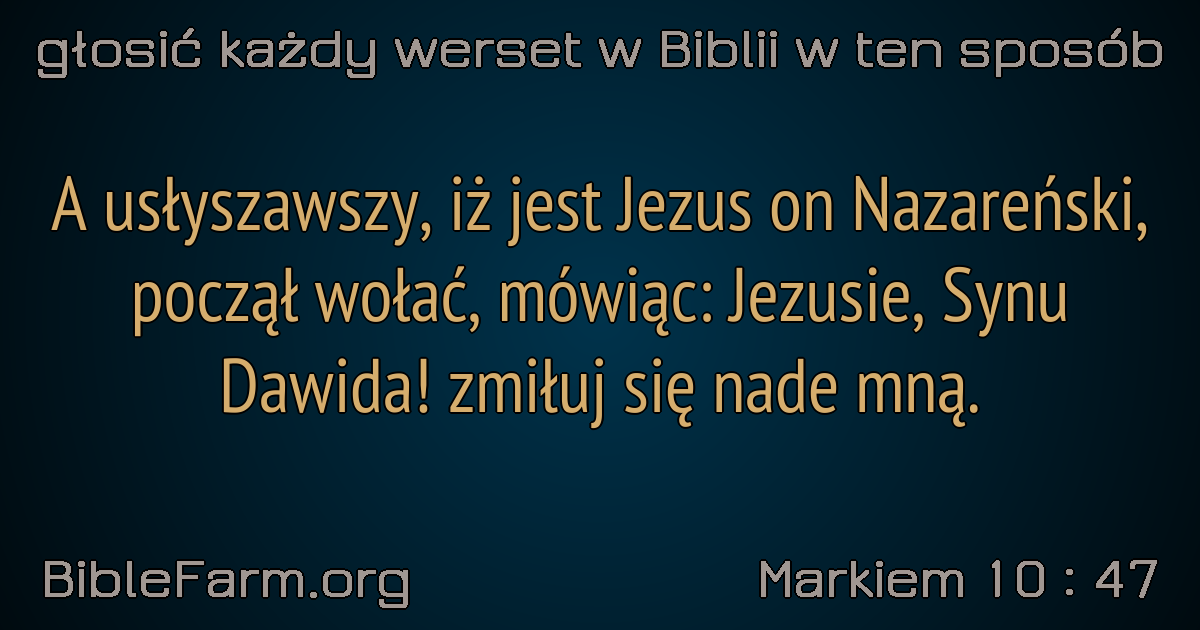 głosić każdy werset w Biblii w ten sposób
A usłyszawszy, iż jest Jezus on Nazareński,
począł wołać, mówiąc: Jezusie, Synu
Dawida! zmiłuj się nade mną.
BibleFarm.org
Markiem 10 : 47